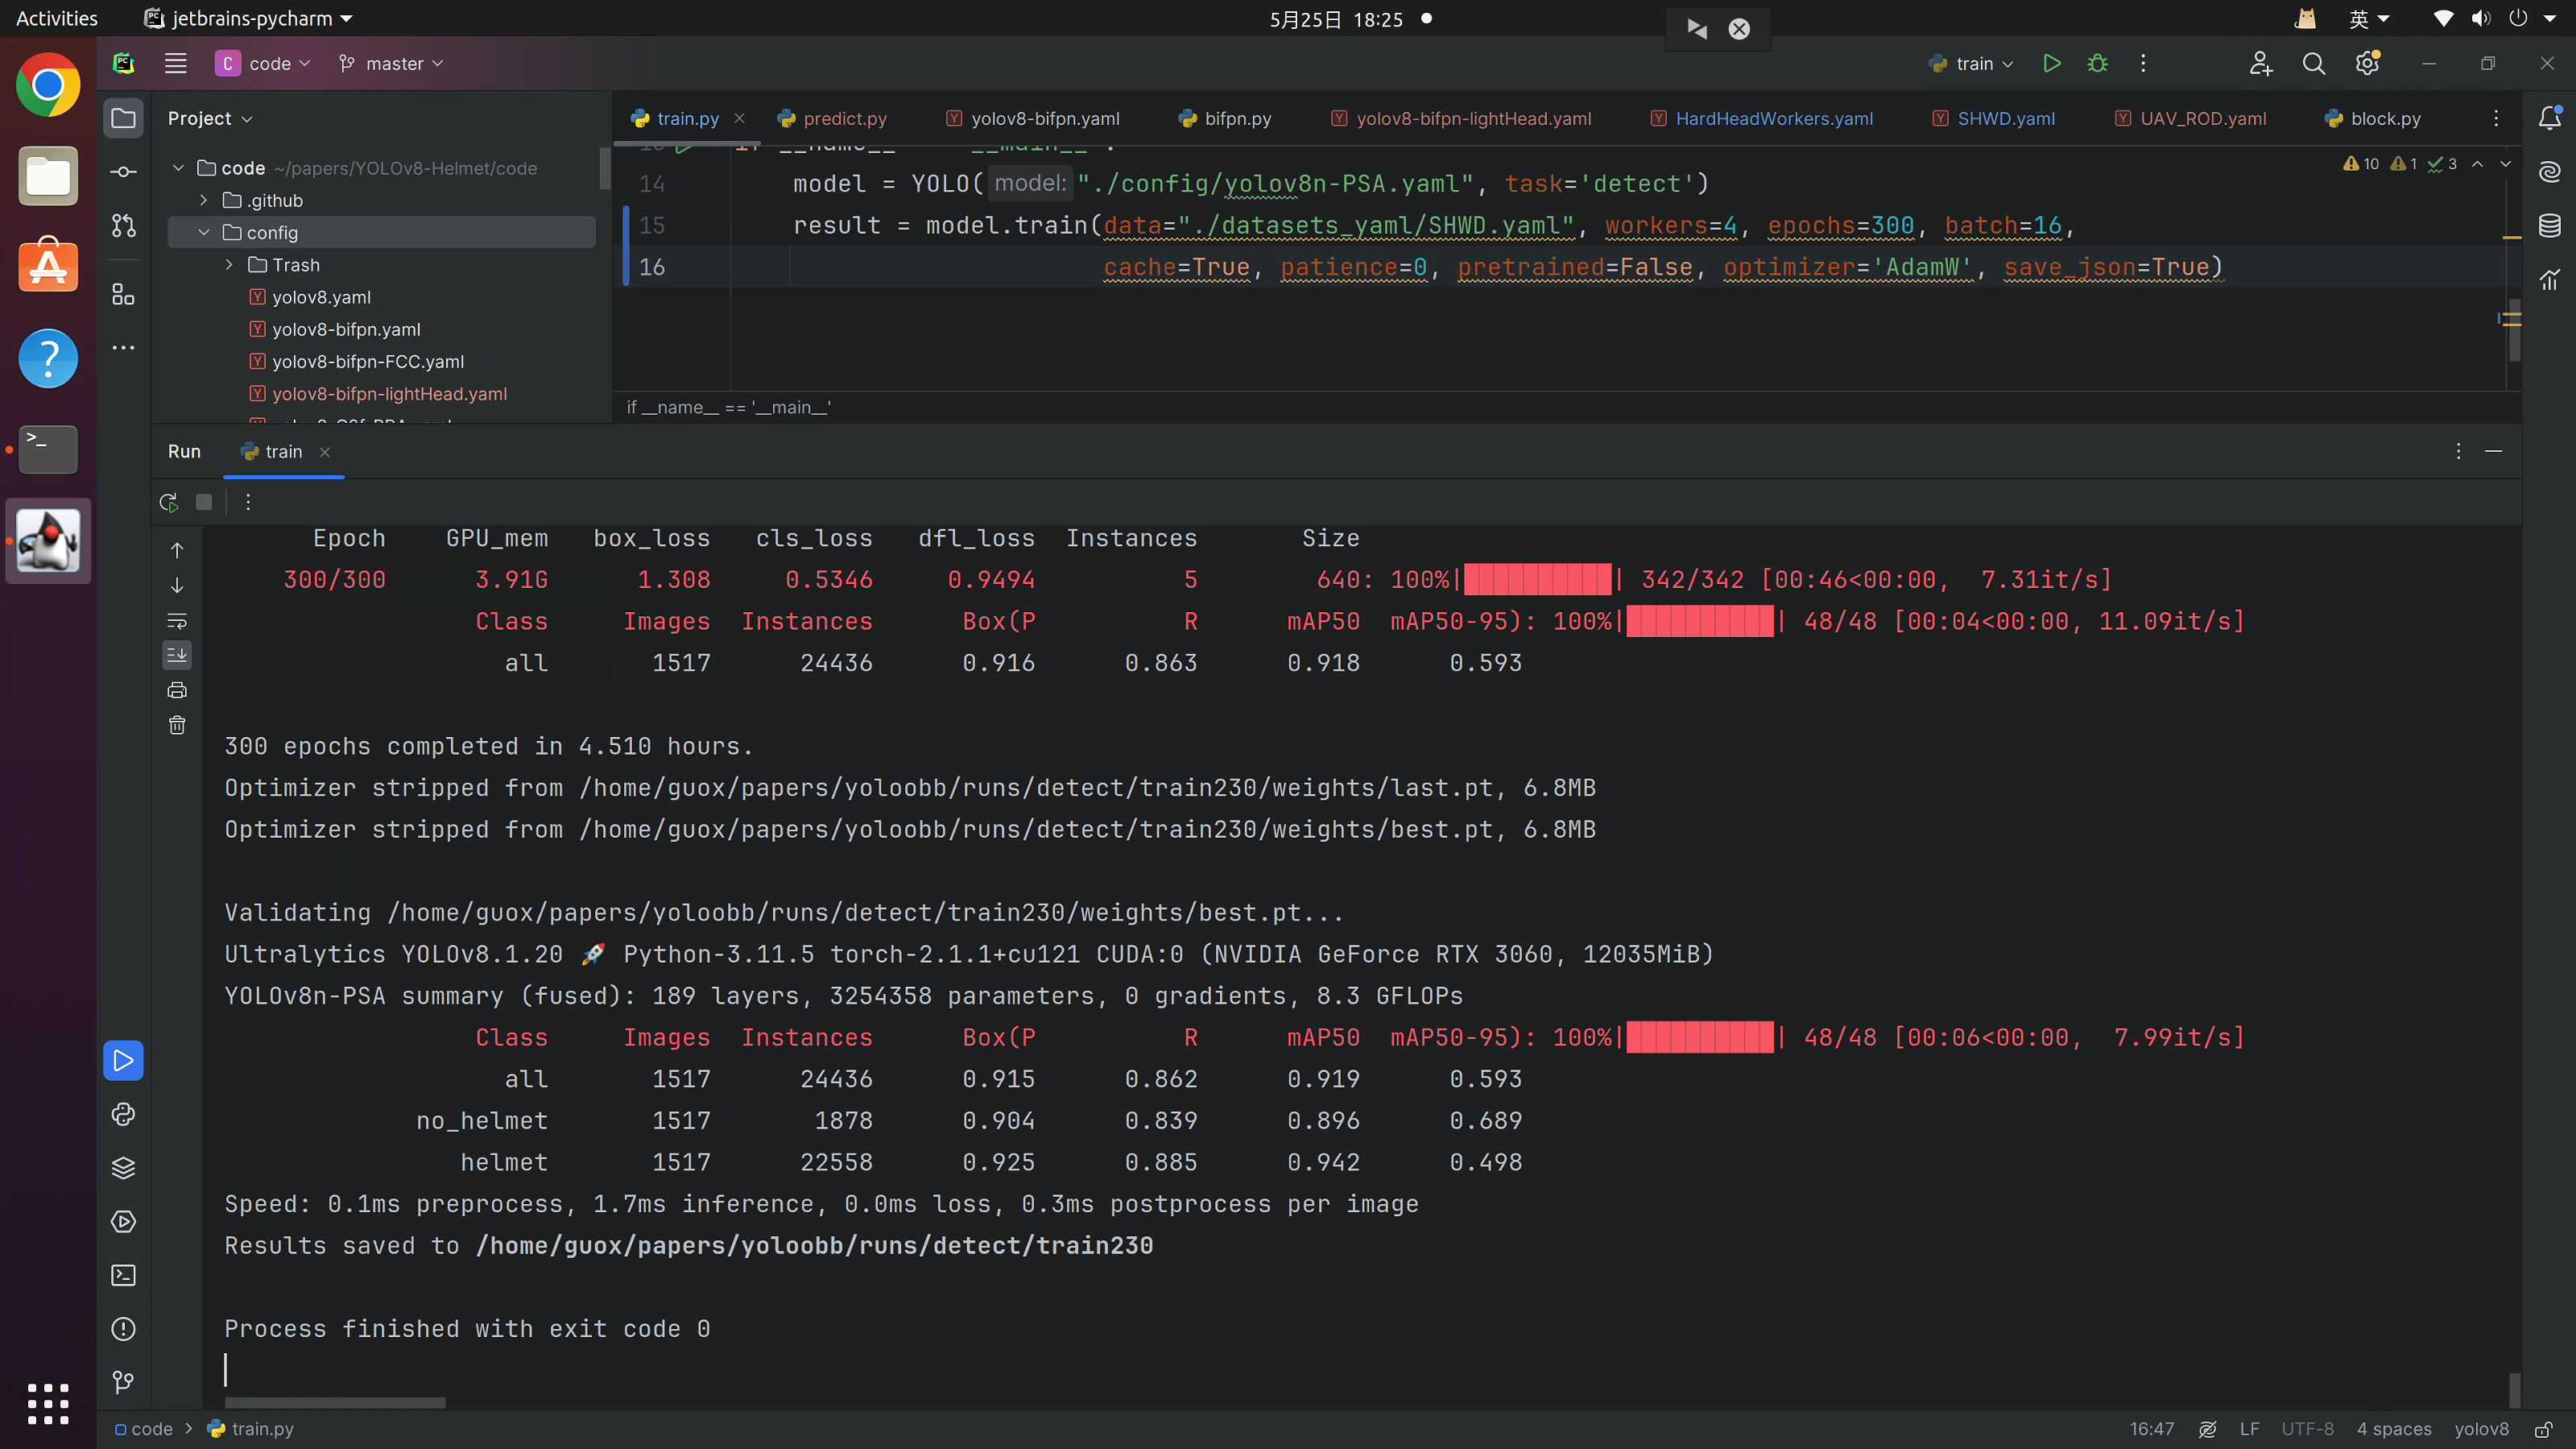 Activities jetbrains-pycharm 5月25日 18:25 英
C code master train
Project
train.py predict.py yolov8-bifpn.yaml bifpn.py yolov8-bifpn-lightHead.yaml HardHeadWorkers.yaml SHWD.yaml UAV_ROD.yaml block.py
code ~/papers/YOLOv8-Helmet/code
.github
config
Trash
yolov8.yaml
yolov8-bifpn.yaml
yolov8-bifpn-FCC.yaml
yolov8-bifpn-lightHead.yaml
10 1 3
14 model = YOLO( model: "./config/yolov8n-PSA.yaml", task='detect')
15 result = model.train(data="./datasets_yaml/SHWD.yaml", workers=4, epochs=300, batch=16,
16 cache=True, patience=0, pretrained=False, optimizer='AdamW', save_json=True)
if __name__ == '__main__'
Run train
Epoch GPU_mem box_loss cls_loss dfl_loss Instances Size
300/300 3.91G 1.308 0.5346 0.9494 5 640: 100%|██████████| 342/342 [00:46<00:00, 7.31it/s]
Class Images Instances Box(P R mAP50 mAP50-95): 100%|██████████| 48/48 [00:04<00:00, 11.09it/s]
all 1517 24436 0.916 0.863 0.918 0.593
300 epochs completed in 4.510 hours.
Optimizer stripped from /home/guox/papers/yoloobb/runs/detect/train230/weights/last.pt, 6.8MB
Optimizer stripped from /home/guox/papers/yoloobb/runs/detect/train230/weights/best.pt, 6.8MB
Validating /home/guox/papers/yoloobb/runs/detect/train230/weights/best.pt...
Ultralytics YOLOv8.1.20 🚀 Python-3.11.5 torch-2.1.1+cu121 CUDA:0 (NVIDIA GeForce RTX 3060, 12035MiB)
YOLOv8n-PSA summary (fused): 189 layers, 3254358 parameters, 0 gradients, 8.3 GFLOPs
Class Images Instances Box(P R mAP50 mAP50-95): 100%|██████████| 48/48 [00:06<00:00, 7.99it/s]
all 1517 24436 0.915 0.862 0.919 0.593
no_helmet 1517 1878 0.904 0.839 0.896 0.689
helmet 1517 22558 0.925 0.885 0.942 0.498
Speed: 0.1ms preprocess, 1.7ms inference, 0.0ms loss, 0.3ms postprocess per image
Results saved to /home/guox/papers/yoloobb/runs/detect/train230
Process finished with exit code 0
code > train.py 16:47 LF UTF-8 4 spaces yolov8